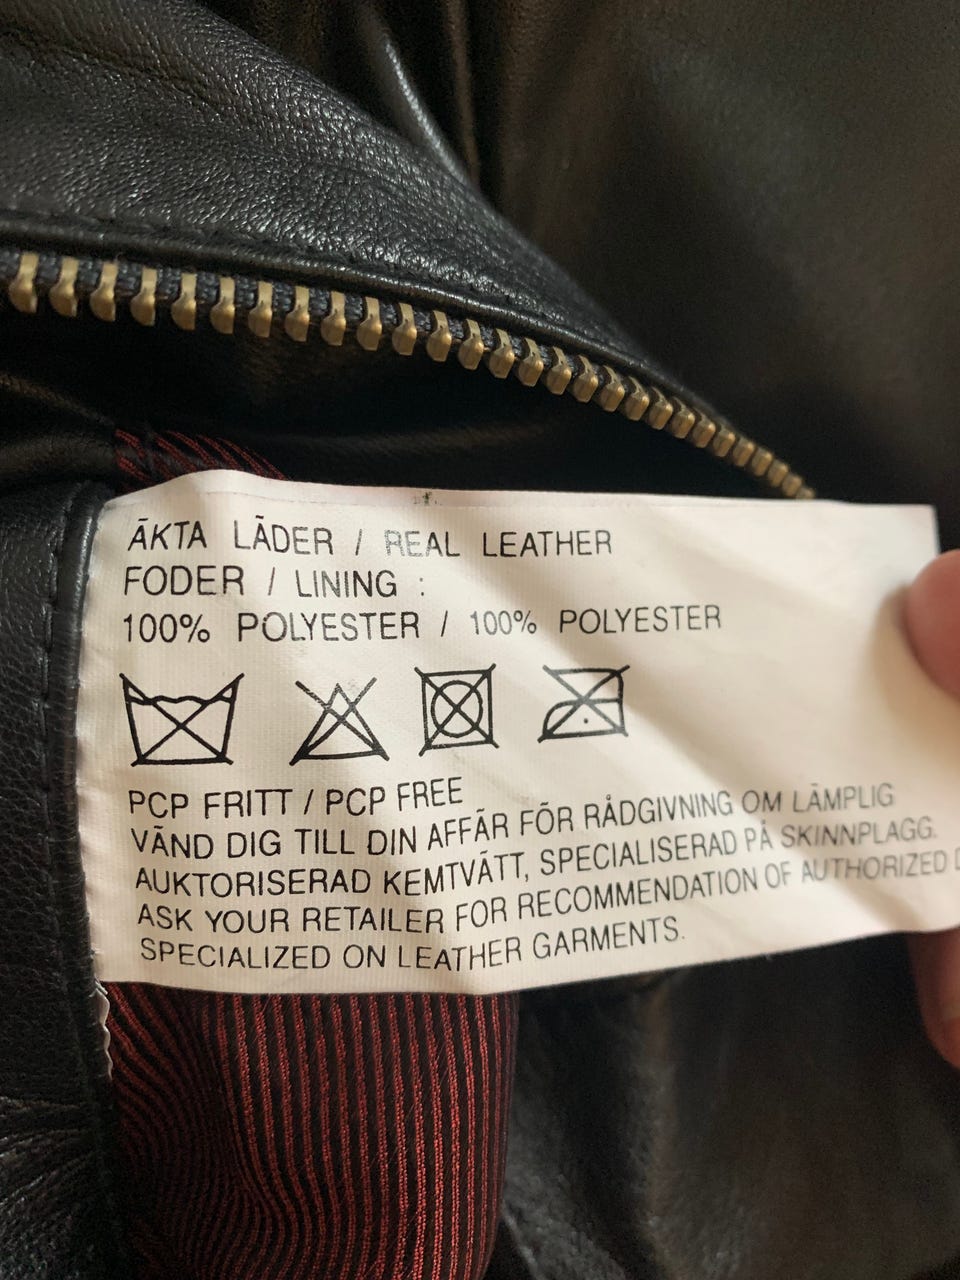 ÄKTA LÄDER / REAL LEATHER
FODER / LINING :
100% POLYESTER / 100% POLYESTER
PCP FRITT / PCP FREE
VÄND DIG TILL DIN AFFÄR FÖR RÅDGIVNING OM LÄMPLIG
AUKTORISERAD KEMTVÄTT, SPECIALISERAD PÅ SKINNPLAGG.
ASK YOUR RETAILER FOR RECOMMENDATION OF AUTHORIZED
SPECIALIZED ON LEATHER GARMENTS.